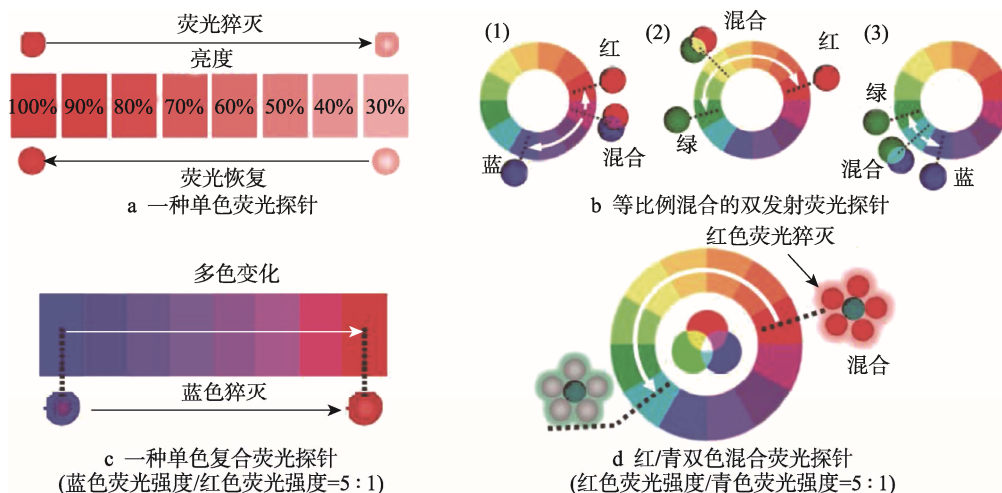 荧光猝灭
亮度
100% 90% 80% 70% 60% 50% 40% 30%
荧光恢复
a 一种单色荧光探针
(1)
红
蓝
混合
(2)
混合
红
绿
(3)
绿
混合
蓝
b 等比例混合的双发射荧光探针
多色变化
蓝色猝灭
c 一种单色复合荧光探针
(蓝色荧光强度/红色荧光强度=5∶1)
红色荧光猝灭
混合
d 红/青双色混合荧光探针
(红色荧光强度/青色荧光强度=5∶1)